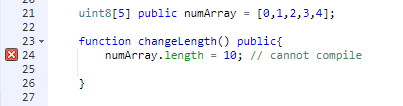 20
21 uint8[5] public numArray = [0,1,2,3,4];
22
23 function changeLength() public{
24 numArray.length = 10; // cannot compile
25
26 }
27